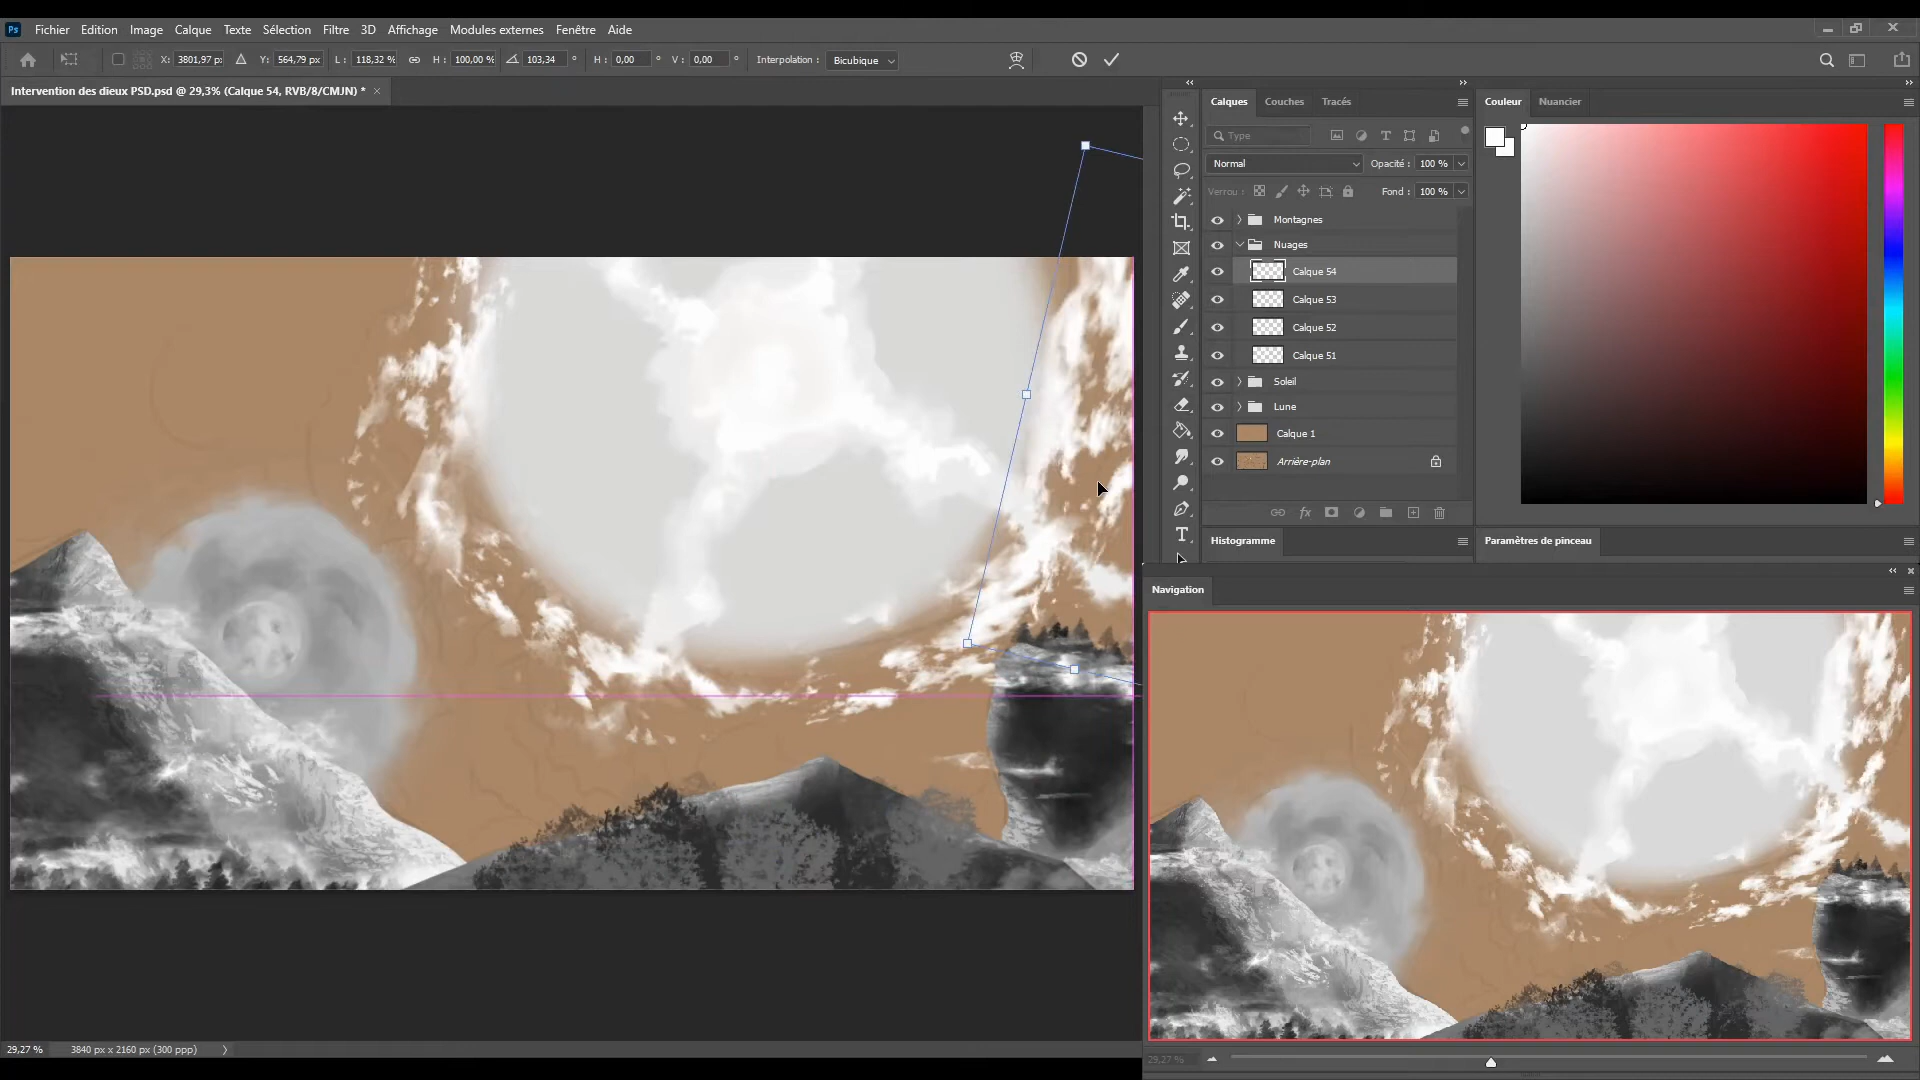 Ps Fichier Edition Image Calque Texte Sélection Filtre 3D Affichage Modules externes Fenêtre Aide
X: 3801,97 px Y: 564,79 px L: 118,32 % H: 100,00 % 103,34 ° H: 0,00 ° V: 0,00 ° Interpolation : Bicubique
Intervention des dieux PSD.psd @ 29,3% (Calque 54, RVB/8/CMJN) * ×
Calques Couches Tracés
Type
Normal Opacité : 100 %
Verrou : Fond : 100 %
Montagnes
Nuages
Calque 54
Calque 53
Calque 52
Calque 51
Soleil
Lune
Calque 1
Arrière-plan
Histogramme
Couleur Nuancier
Paramètres de pinceau
Navigation
29,27 %
29,27 % 3840 px x 2160 px (300 ppp)